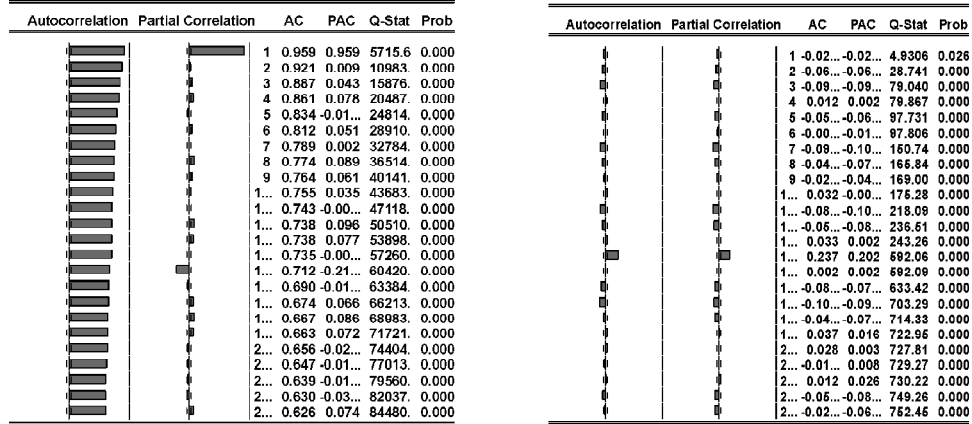 Autocorrelation Partial Correlation AC PAC Q-Stat Prob
1 0.959 0.959 5715.6 0.000
2 0.921 0.009 10983. 0.000
3 0.887 0.043 15876. 0.000
4 0.861 0.078 20487. 0.000
5 0.834 -0.01... 24814. 0.000
6 0.812 0.051 28910. 0.000
7 0.789 0.002 32784. 0.000
8 0.774 0.089 36514. 0.000
9 0.764 0.061 40141. 0.000
1... 0.755 0.035 43683. 0.000
1... 0.743 -0.00... 47118. 0.000
1... 0.738 0.096 50510. 0.000
1... 0.738 0.077 53898. 0.000
1... 0.735 -0.00... 57260. 0.000
1... 0.712 -0.21... 60420. 0.000
1... 0.690 -0.01... 63384. 0.000
1... 0.674 0.066 66213. 0.000
1... 0.667 0.086 68983. 0.000
1... 0.663 0.072 71721. 0.000
2... 0.656 -0.02... 74404. 0.000
2... 0.647 -0.01... 77013. 0.000
2... 0.639 -0.01... 79560. 0.000
2... 0.630 -0.03... 82037. 0.000
2... 0.626 0.074 84480. 0.000
Autocorrelation Partial Correlation AC PAC Q-Stat Prob
1 -0.02... -0.02... 4.9306 0.026
2 -0.06... -0.06... 28.741 0.000
3 -0.09... -0.09... 79.040 0.000
4 0.012 0.002 79.867 0.000
5 -0.05... -0.06... 97.731 0.000
6 -0.00... -0.01... 97.806 0.000
7 -0.09... -0.10... 150.74 0.000
8 -0.04... -0.07... 165.84 0.000
9 -0.02... -0.04... 169.00 0.000
1... 0.032 -0.00... 175.28 0.000
1... -0.08... -0.10... 218.09 0.000
1... -0.05... -0.08... 236.51 0.000
1... 0.033 0.002 243.26 0.000
1... 0.237 0.202 592.06 0.000
1... 0.002 0.002 592.09 0.000
1... -0.08... -0.07... 633.42 0.000
1... -0.10... -0.09... 703.29 0.000
1... -0.04... -0.07... 714.33 0.000
1... 0.037 0.016 722.95 0.000
2... 0.028 0.003 727.81 0.000
2... -0.01... 0.008 729.27 0.000
2... 0.012 0.026 730.22 0.000
2... -0.05... -0.08... 749.26 0.000
2... -0.02... -0.06... 752.45 0.000